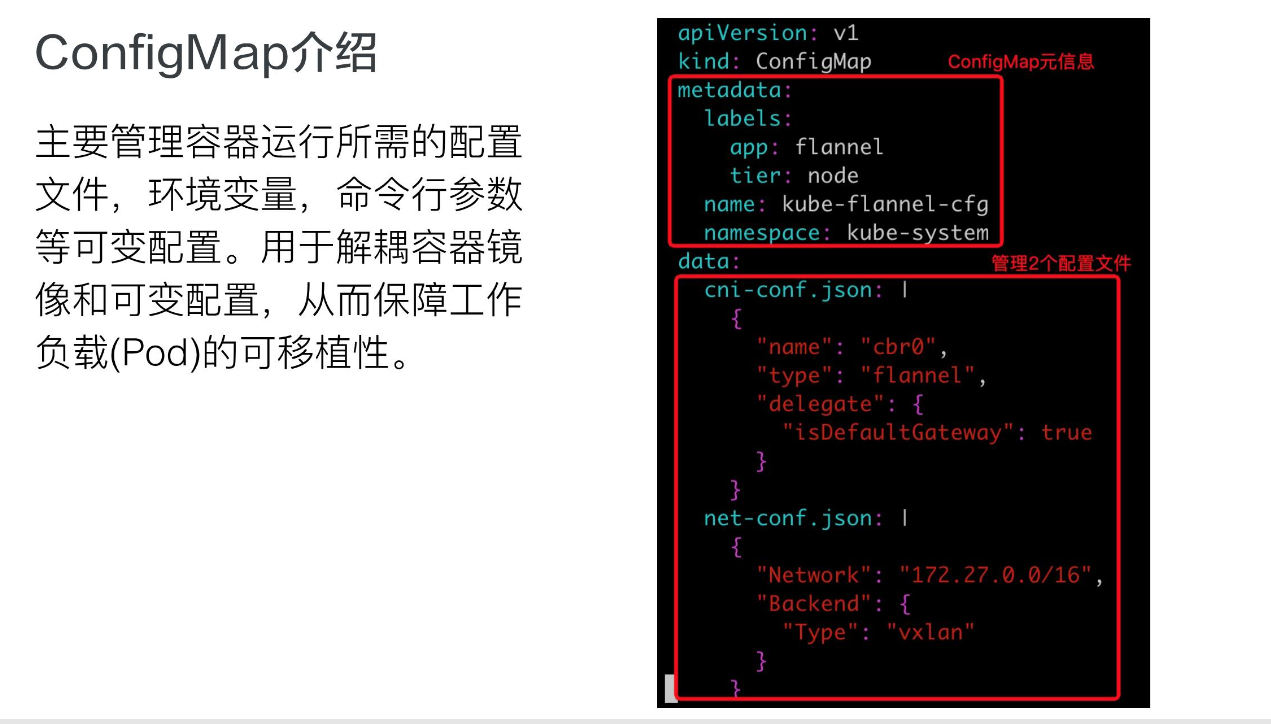 ConfigMap介绍
主要管理容器运行所需的配置
文件，环境变量，命令行参数
等可变配置。用于解耦容器镜
像和可变配置，从而保障工作
负载(Pod)的可移植性。
apiVersion: v1
kind: ConfigMap
ConfigMap元信息
metadata:
  labels:
    app: flannel
    tier: node
  name: kube-flannel-cfg
  namespace: kube-system
data:
管理2个配置文件
  cni-conf.json: |
    {
      "name": "cbr0",
      "type": "flannel",
      "delegate": {
        "isDefaultGateway": true
      }
    }
  net-conf.json: |
    {
      "Network": "172.27.0.0/16",
      "Backend": {
        "Type": "vxlan"
      }
    }